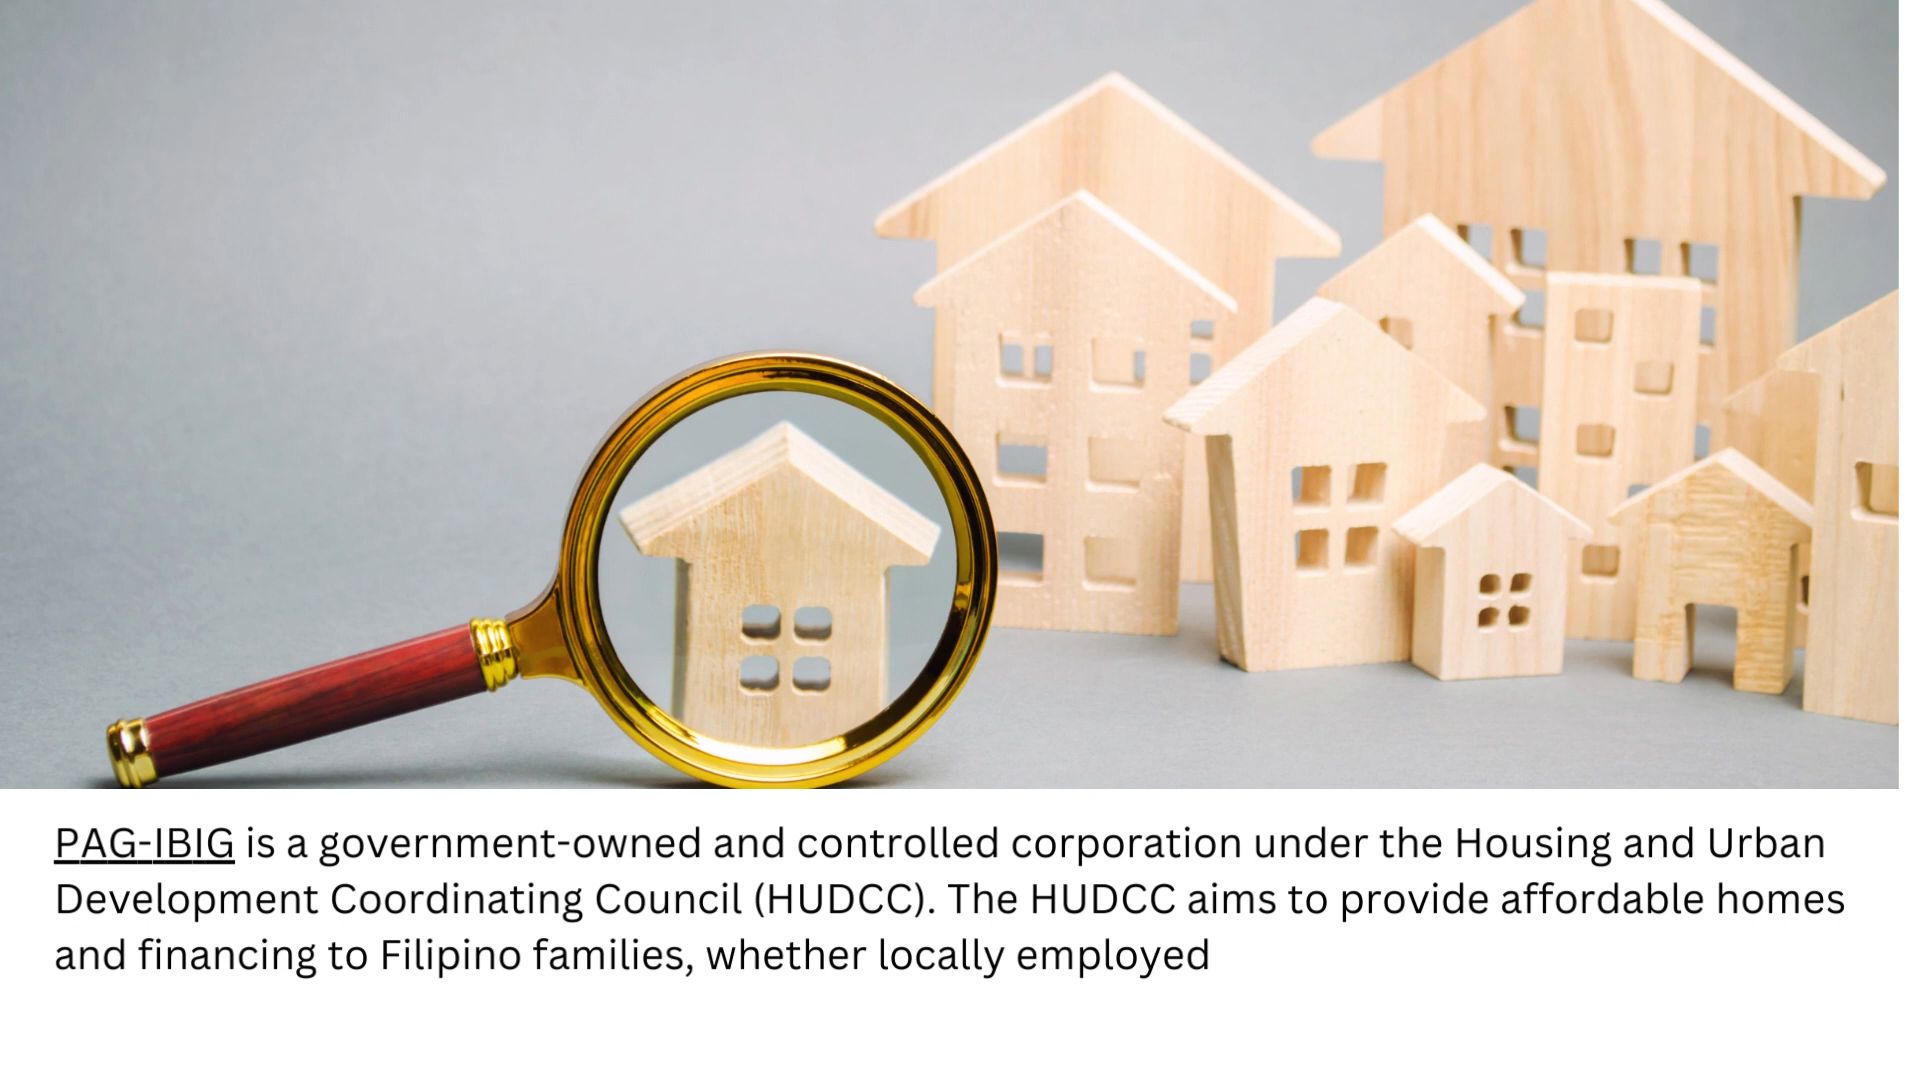 PAG-IBIG is a government-owned and controlled corporation under the Housing and Urban
Development Coordinating Council (HUDCC). The HUDCC aims to provide affordable homes
and financing to Filipino families, whether locally employed